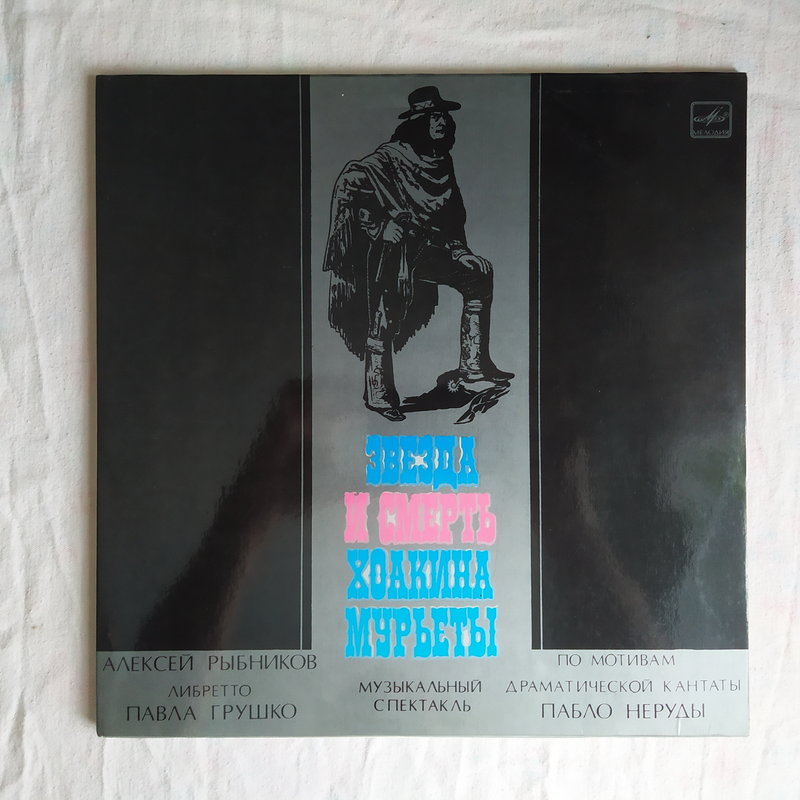 МЕЛОДИЯ
ЗВЕЗДА
И СМЕРТЬ
ХОАКИНА
МУРЬЕТЫ
АЛЕКСЕЙ РЫБНИКОВ
ЛИБРЕТТО
ПАВЛА ГРУШКО
МУЗЫКАЛЬНЫЙ
СПЕКТАКЛЬ
ПО МОТИВАМ
ДРАМАТИЧЕСКОЙ КАНТАТЫ
ПАБЛО НЕРУДЫ